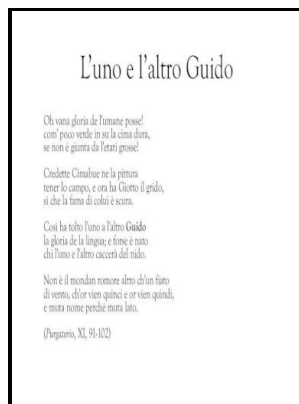 L'uno e l'altro Guido
Oh vana gloria de l'umane posse!
com' poco verde in su la cima dura,
se non è giunta da l'etati grosse!
Credette Cimabue ne la pittura
tener lo campo, e ora ha Giotto il grido,
sì che la fama di colui è scura.
Così ha tolto l'uno a l'altro Guido
la gloria de la lingua; e forse è nato
chi l'uno e l'altro caccerà del nido.
Non è il mondan romore altro ch'un fiato
di vento, ch'or vien quinci e or vien quindi,
e muta nome perché muta lato.
(Purgatorio, XI, 91-102)